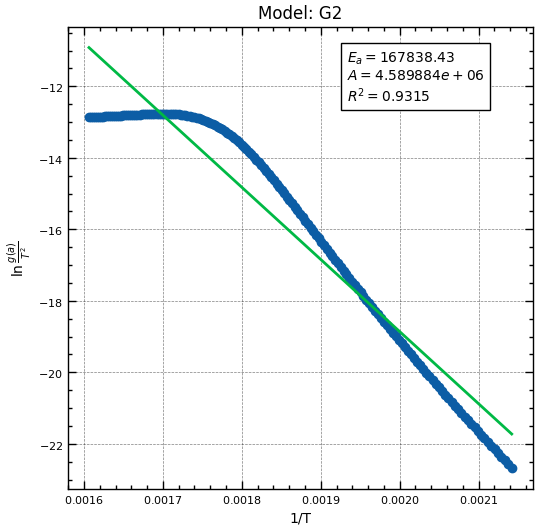 Model: G2
E_a = 167838.43
A = 4.589884e + 06
R^2 = 0.9315
−12
−14
−16
−18
−20
−22
ln g(a)/T^2
0.0016 0.0017 0.0018 0.0019 0.0020 0.0021
1/T